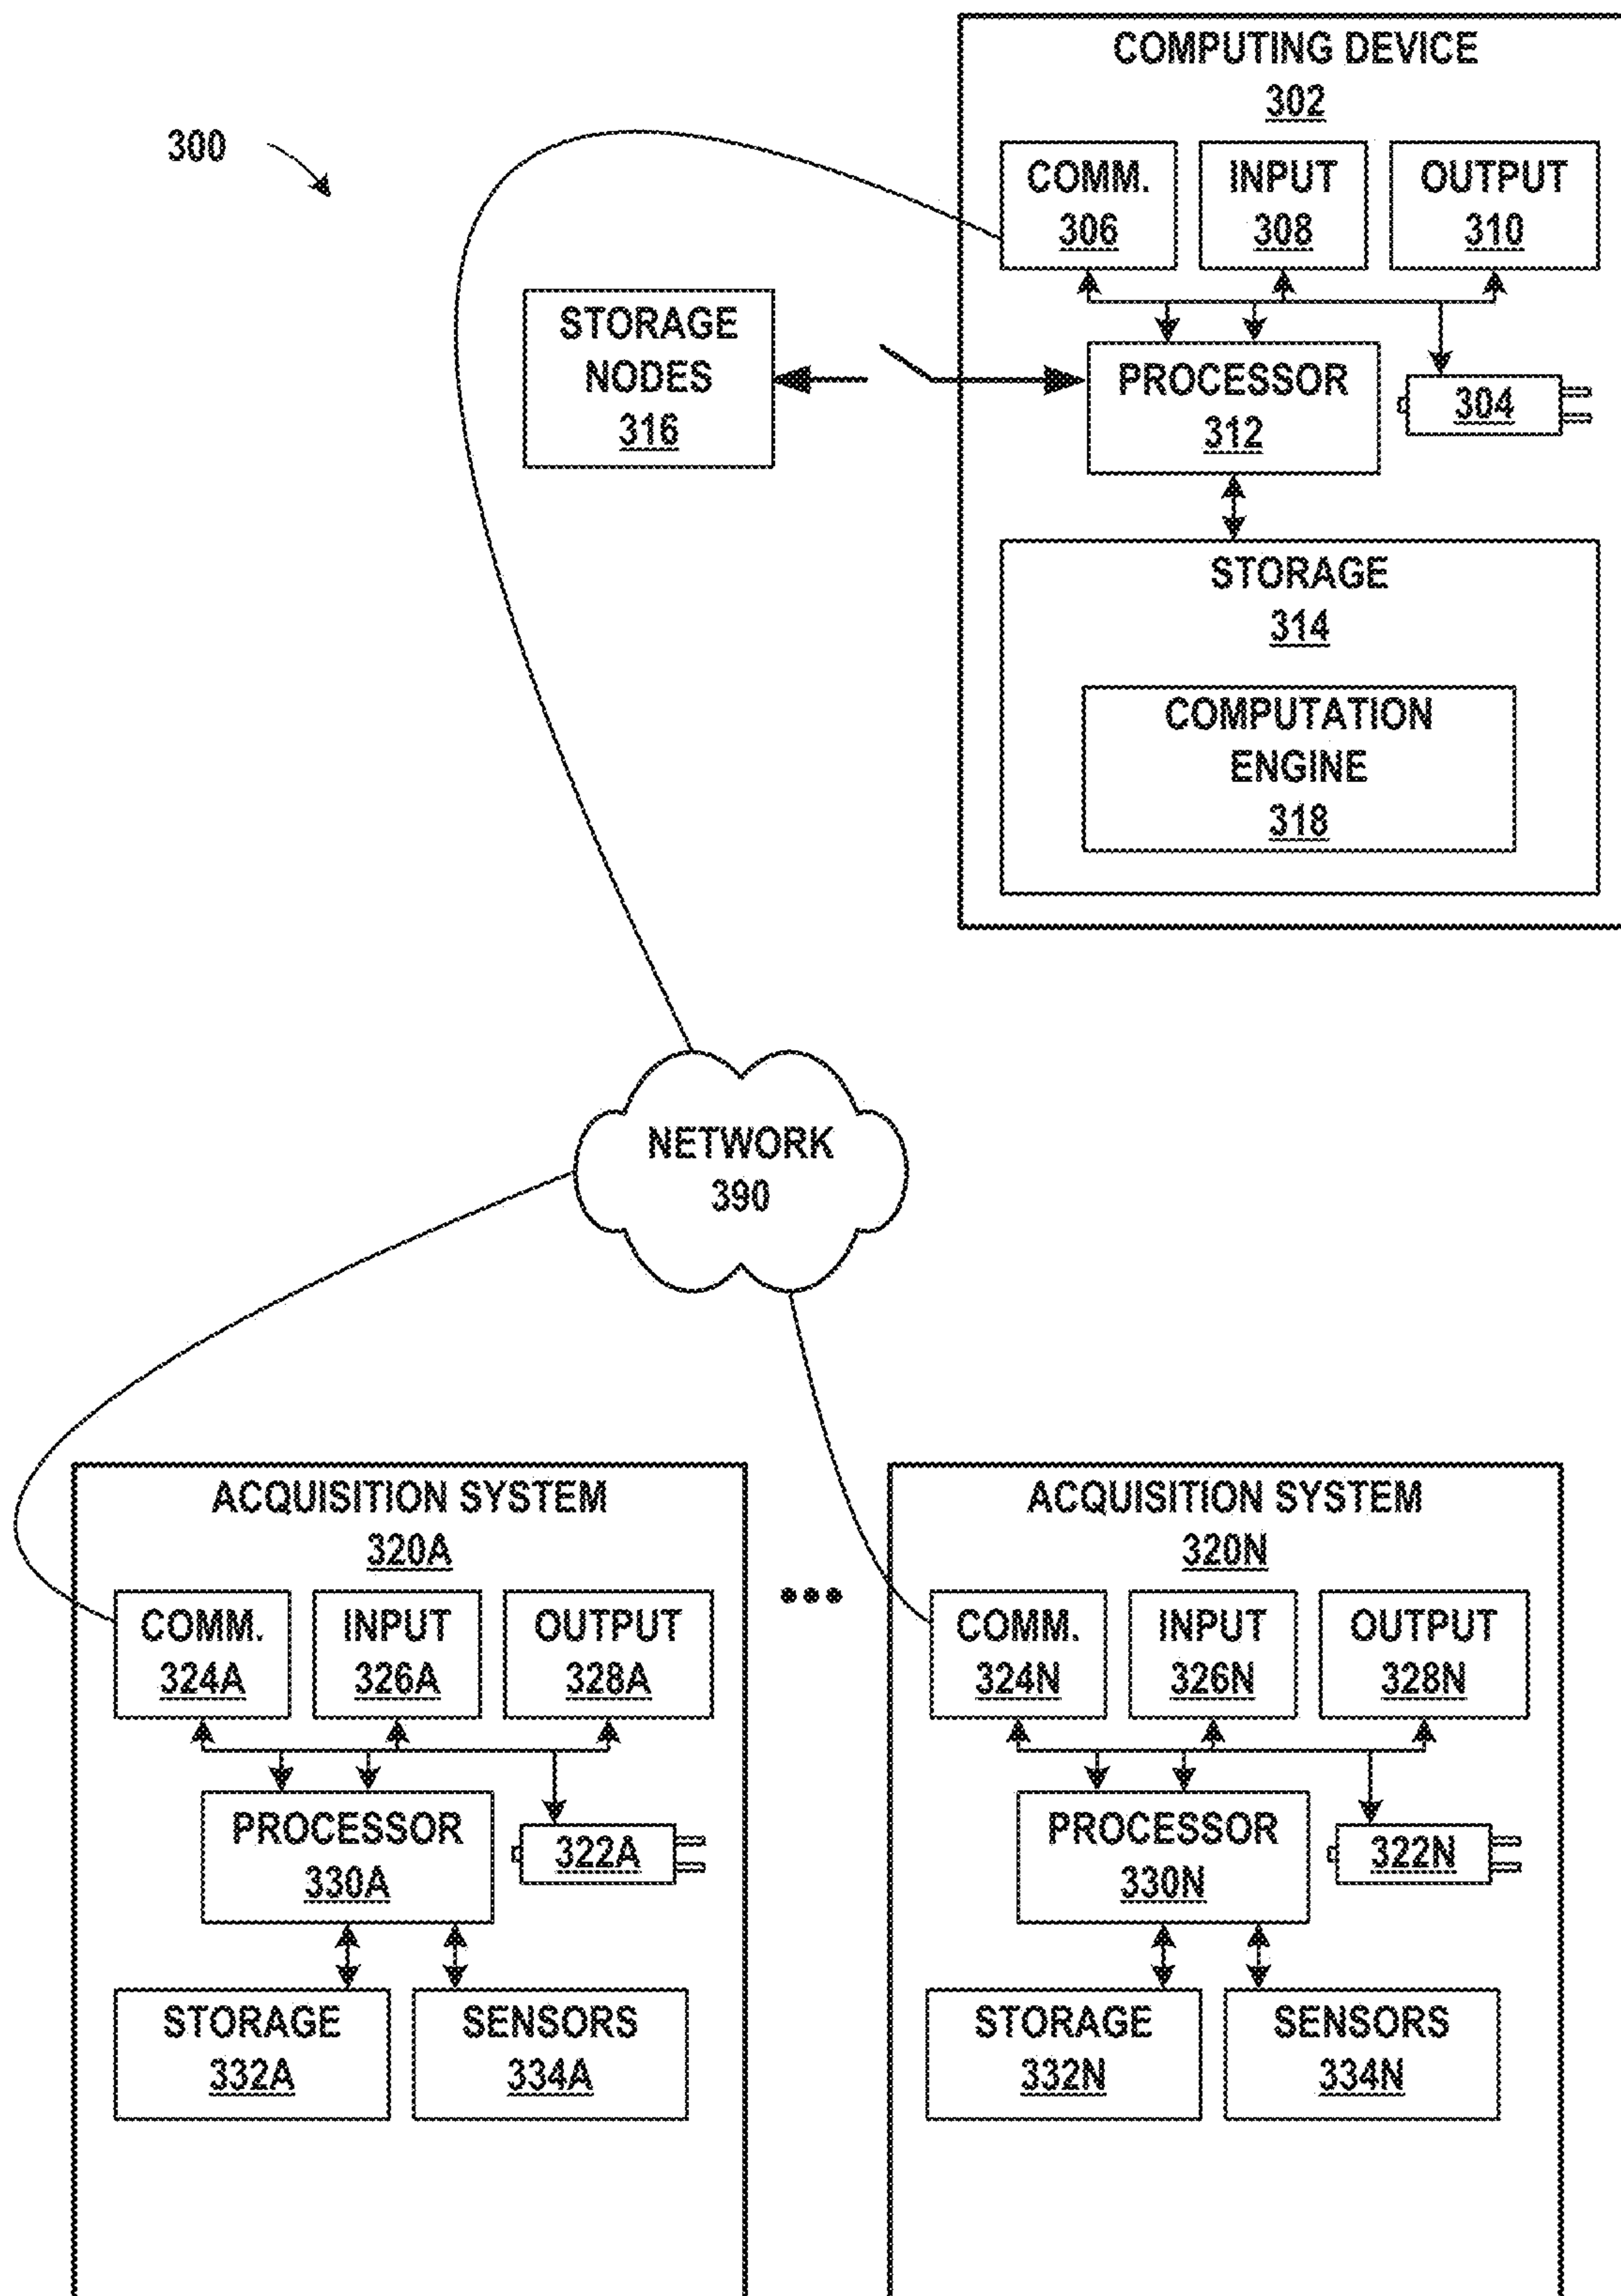 300
COMPUTING DEVICE
302
COMM.
306
INPUT
308
OUTPUT
310
STORAGE
NODES
316
PROCESSOR
312
304
STORAGE
314
COMPUTATION
ENGINE
318
NETWORK
390
ACQUISITION SYSTEM
320A
COMM.
324A
INPUT
326A
OUTPUT
328A
PROCESSOR
330A
322A
STORAGE
332A
SENSORS
334A
ACQUISITION SYSTEM
320N
COMM.
324N
INPUT
326N
OUTPUT
328N
PROCESSOR
330N
322N
STORAGE
332N
SENSORS
334N